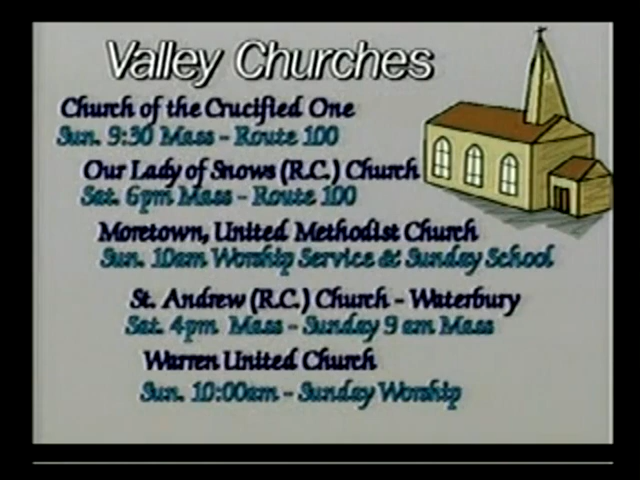 Valley Churches
Church of the Crucified One
Sun. 9:30 Mass - Route 100
Our Lady of Snows (R.C.) Church
Sat. 6pm Mass - Route 100
Moretown, United Methodist Church
Sun. 10am Worship Service & Sunday School
St. Andrew (R.C.) Church - Waterbury
Sat. 4pm Mass - Sunday 9 am Mass
Warren United Church
Sun. 10:00am - Sunday Worship